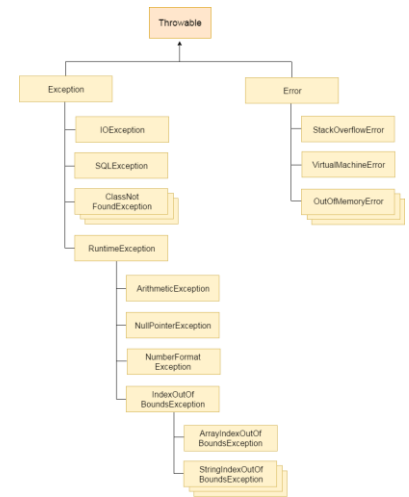 Throwable
Exception
Error
IOException
StackOverflowError
SQLException
VirtualMachineError
ClassNot
FoundException
OutOfMemoryError
RuntimeException
ArithmeticException
NullPointerException
NumberFormat
Exception
IndexOutOf
BoundsException
ArrayIndexOutOf
BoundsException
StringIndexOutOf
BoundsException